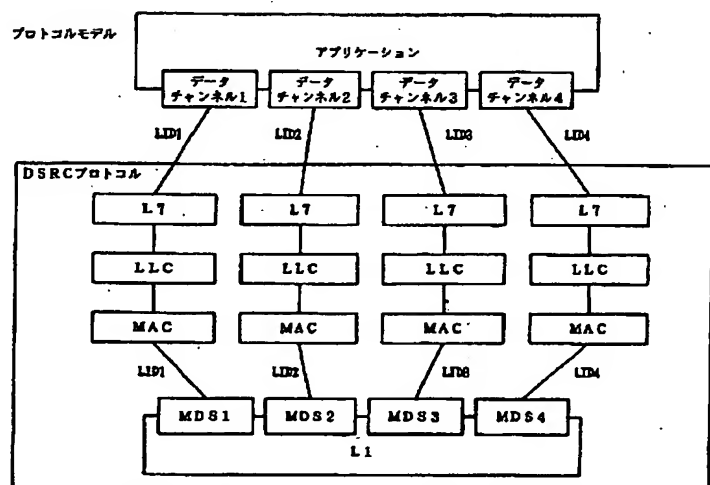 プロトコルモデル
アプリケーション
データ
チャンネル1
データ
チャンネル2
データ
チャンネル3
データ
チャンネル4
LID1
LID2
LID3
LID4
DSRCプロトコル
L7
L7
L7
L7
LLC
LLC
LLC
LLC
MAC
MAC
MAC
MAC
LID1
LID2
LID3
LID4
MDS1
MDS2
MDS3
MDS4
L1